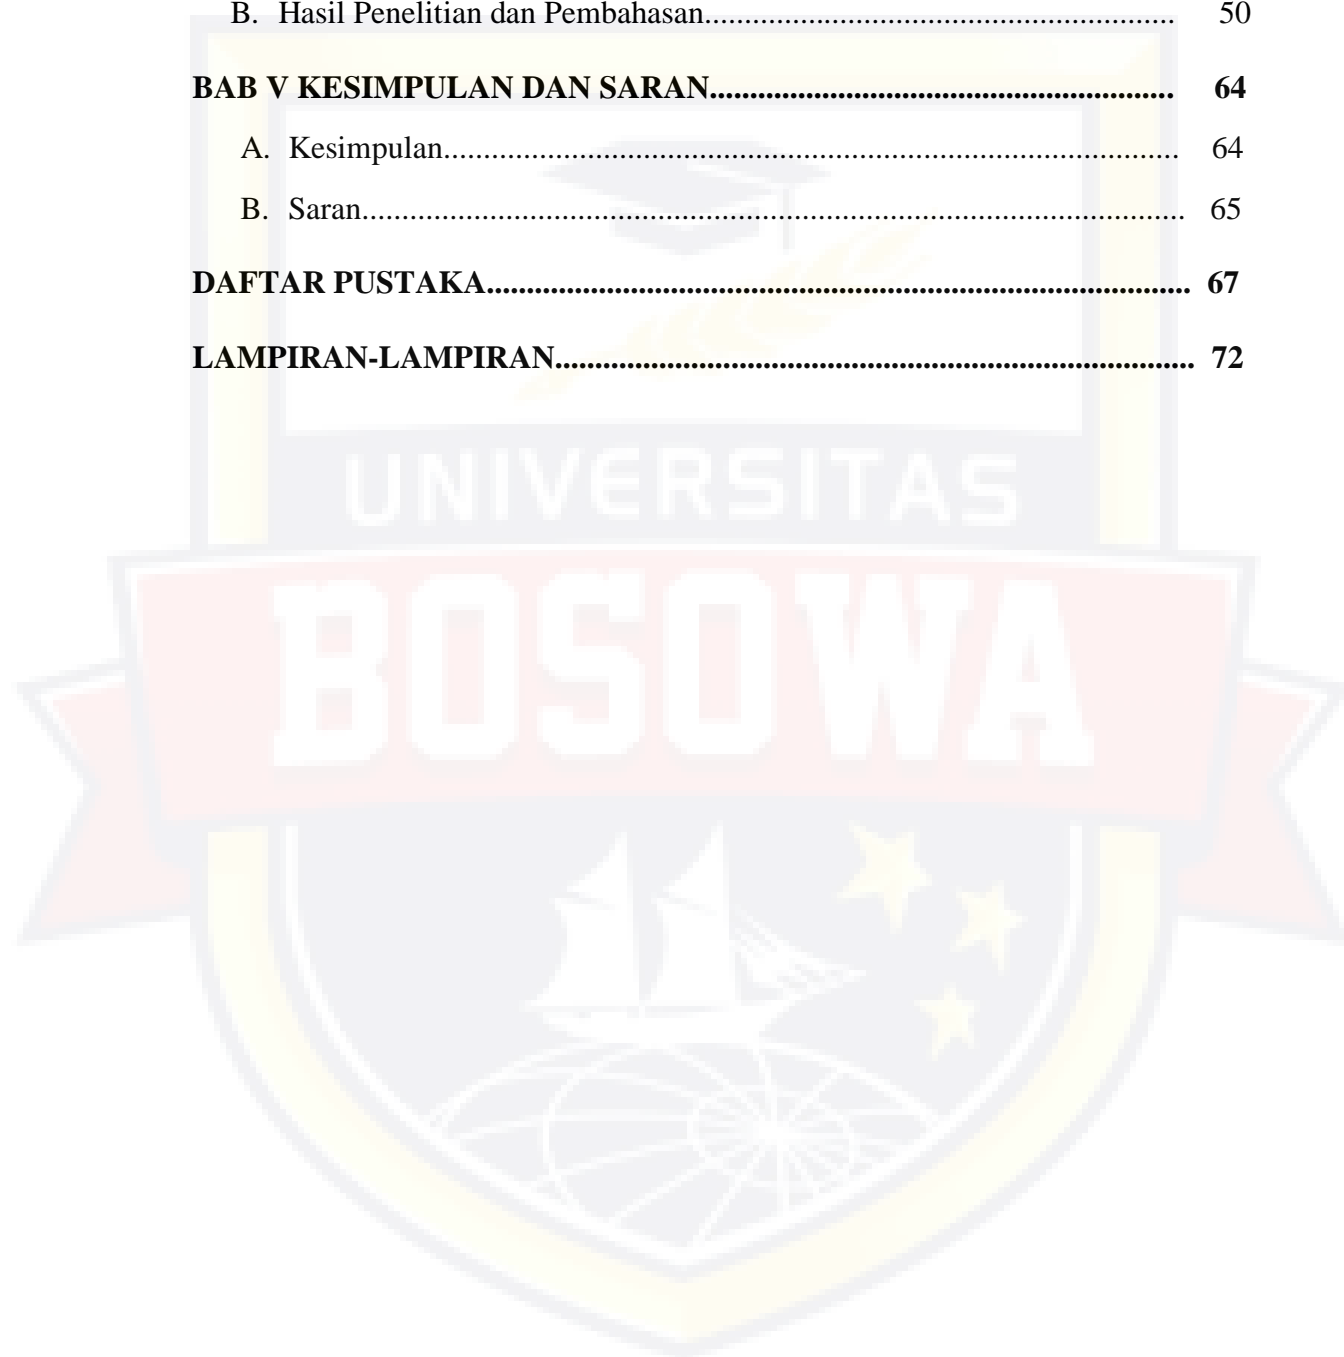 B. Hasil Penelitian dan Pembahasan.......................................................... 50
BAB V KESIMPULAN DAN SARAN.......................................................... 64
A. Kesimpulan............................................................................................ 64
B. Saran....................................................................................................... 65
DAFTAR PUSTAKA........................................................................................ 67
LAMPIRAN-LAMPIRAN................................................................................ 72
UNIVERSITAS
BOSOWA